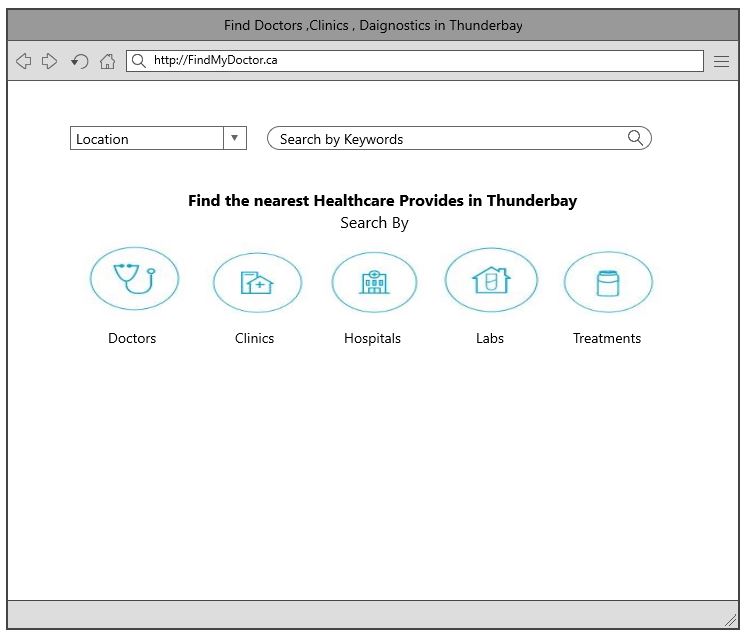 Find Doctors ,Clinics , Daignostics in Thunderbay
http://FindMyDoctor.ca
Location
Search by Keywords
Find the nearest Healthcare Provides in Thunderbay
Search By
Doctors
Clinics
Hospitals
Labs
Treatments